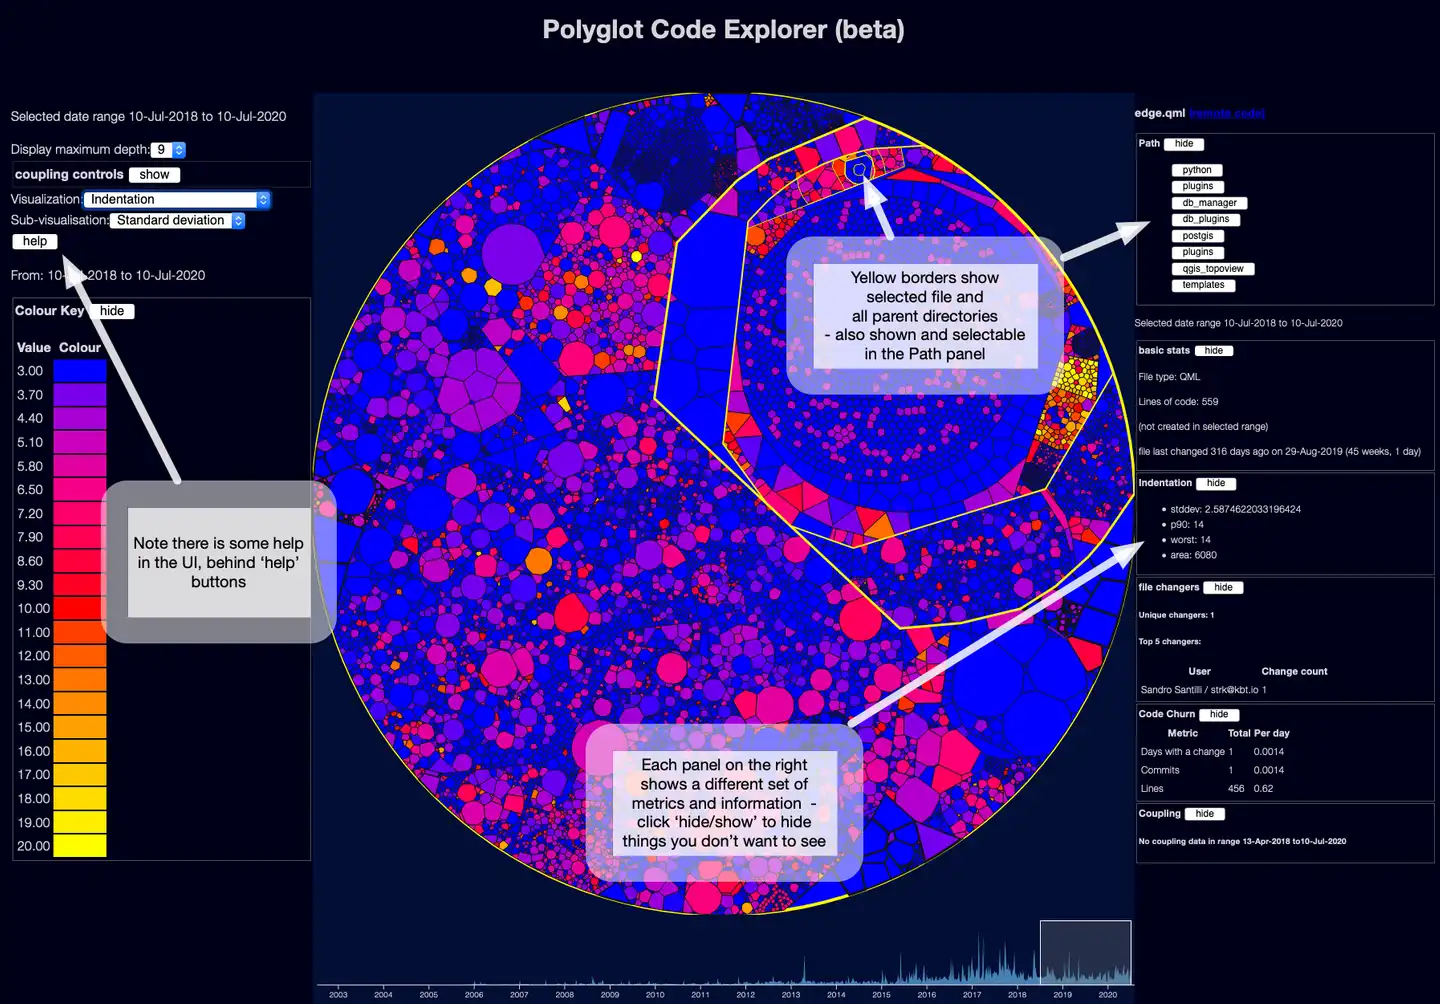 Polyglot Code Explorer (beta)
Selected date range 10-Jul-2018 to 10-Jul-2020
Display maximum depth: 9
coupling controls show
Visualization: Indentation
Sub-visualisation: Standard deviation
help
From: 10-Jul-2018 to 10-Jul-2020
Colour Key hide
Value Colour
3.00
3.70
4.40
5.10
5.80
6.50
7.20
7.90
8.60
9.30
10.00
11.00
12.00
13.00
14.00
15.00
16.00
17.00
18.00
19.00
20.00
Note there is some help
in the UI, behind ‘help’
buttons
Yellow borders show
selected file and
all parent directories
- also shown and selectable
in the Path panel
Each panel on the right
shows a different set of
metrics and information -
click ‘hide/show’ to hide
things you don’t want to see
2003 2004 2005 2006 2007 2008 2009 2010 2011 2012 2013 2014 2015 2016 2017 2018 2019 2020
edge.qml [remote code]
Path hide
python
plugins
db_manager
db_plugins
postgis
plugins
qgis_topoview
templates
Selected date range 10-Jul-2018 to 10-Jul-2020
basic stats hide
File type: QML
Lines of code: 559
(not created in selected range)
file last changed 316 days ago on 29-Aug-2019 (45 weeks, 1 day)
Indentation hide
• stddev: 2.5874622033196424
• p90: 14
• worst: 14
• area: 6080
file changers hide
Unique changers: 1
Top 5 changers:
User Change count
Sandro Santilli / strk@kbt.io 1
Code Churn hide
Metric Total Per day
Days with a change 1 0.0014
Commits 1 0.0014
Lines 456 0.62
Coupling hide
No coupling data in range 13-Apr-2018 to10-Jul-2020